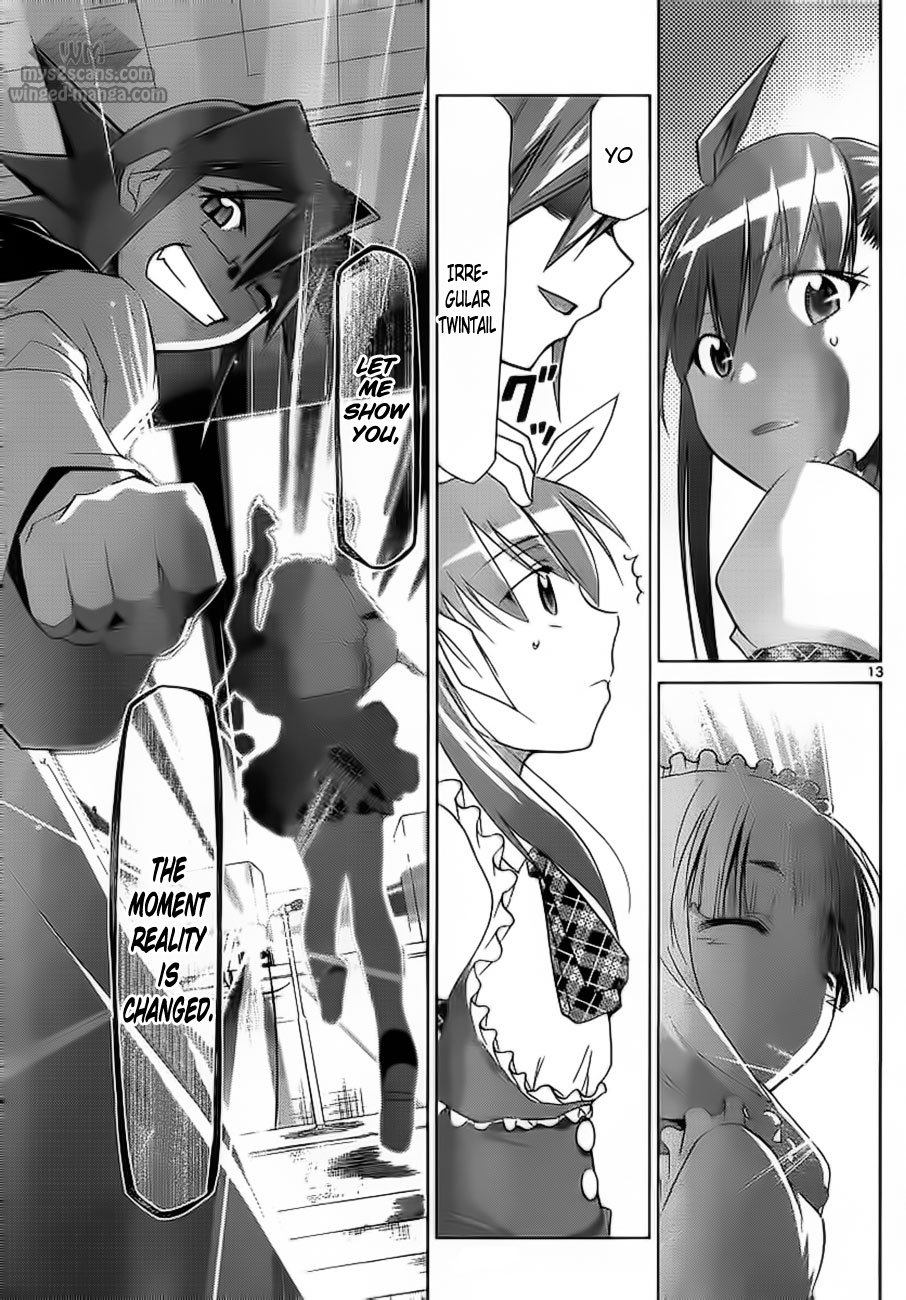 WM
mys2scans.com
winged-manga.com
YO
IRRE-
GULAR
TWINTAIL
グッ
13
LET
ME
SHOW
YOU,
THE
MOMENT
REALITY
IS
CHANGED.